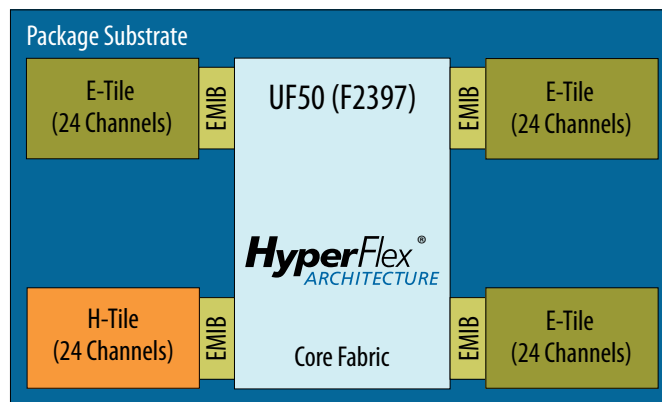 Package Substrate
E-Tile
(24 Channels)
EMIB
UF50 (F2397)
EMIB
E-Tile
(24 Channels)
HyperFlex®
ARCHITECTURE
H-Tile
(24 Channels)
EMIB
Core Fabric
EMIB
E-Tile
(24 Channels)